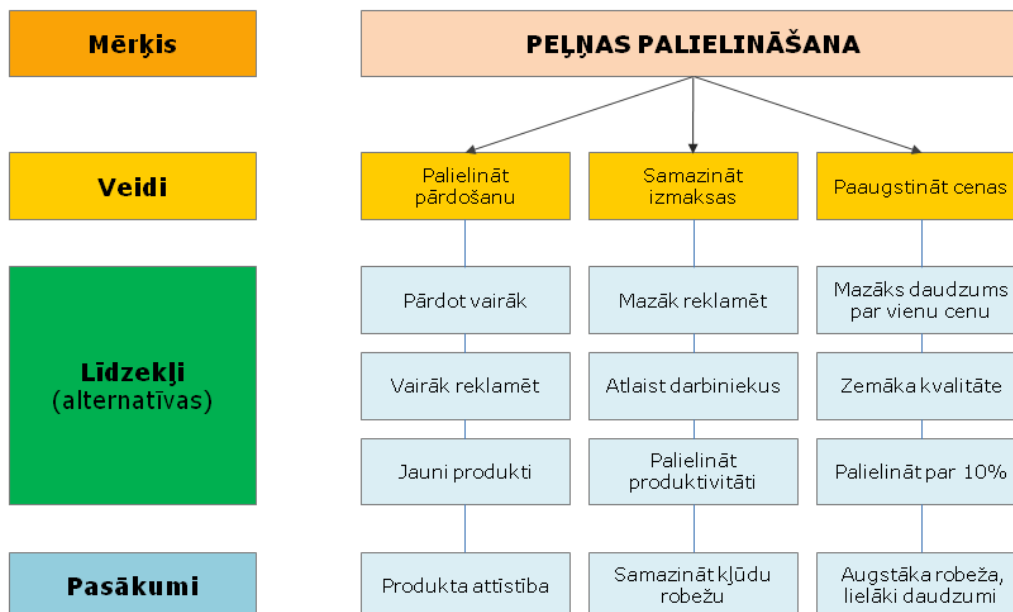 Mērķis
PEĻŅAS PALIELINĀŠANA
Veidi
Palielināt
pārdošanu
Samazināt
izmaksas
Paaugstināt cenas
Līdzekļi
(alternatīvas)
Pārdot vairāk
Mazāk reklamēt
Mazāks daudzums
par vienu cenu
Vairāk reklamēt
Atlaist darbiniekus
Zemāka kvalitāte
Jauni produkti
Palielināt
produktivitāti
Palielināt par 10%
Pasākumi
Produkta attīstība
Samazināt kļūdu
robežu
Augstāka robeža,
lielāki daudzumi